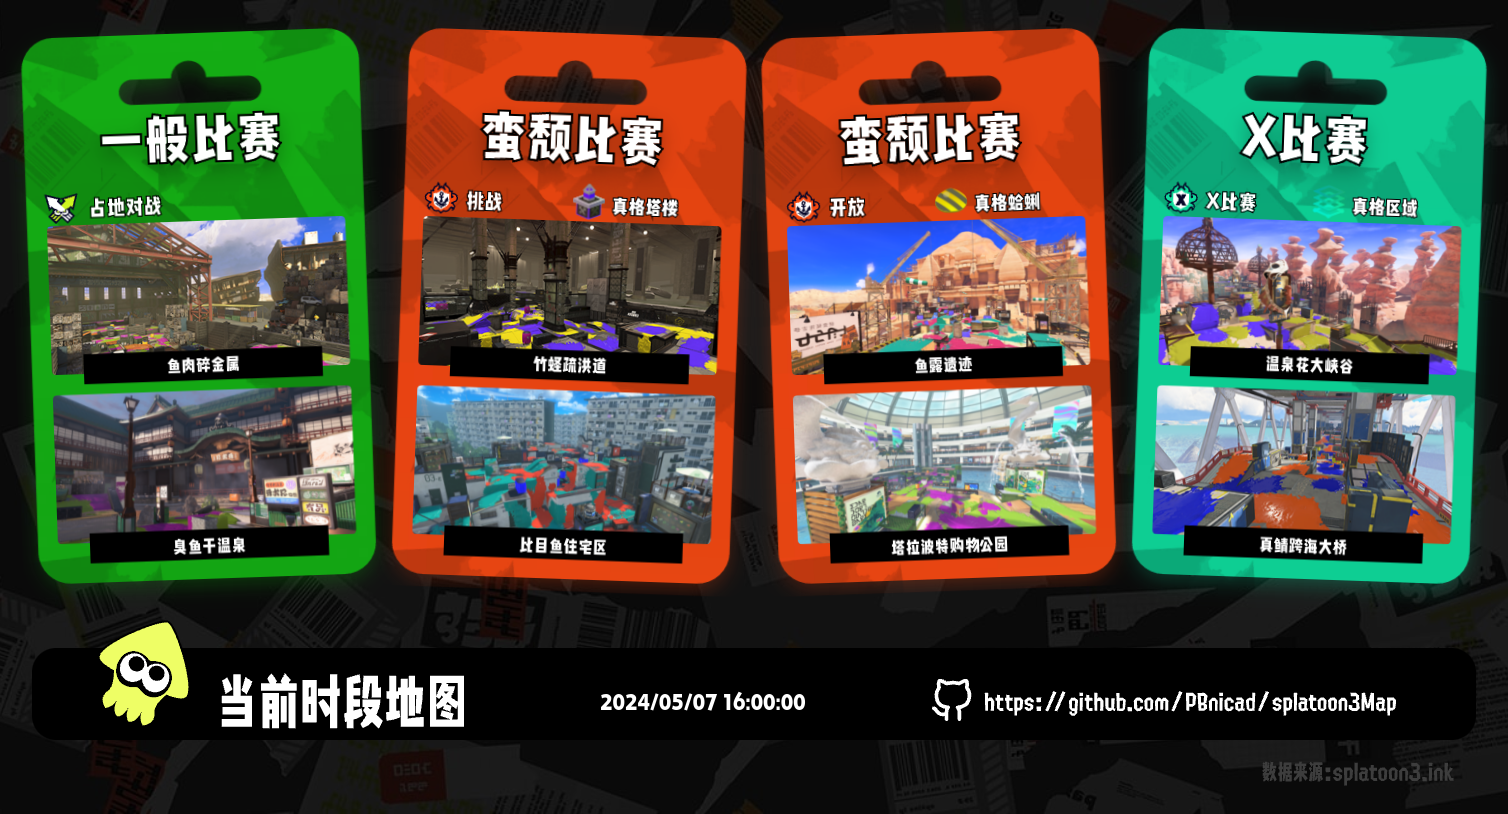 一般比赛
占地对战
鱼肉碎金属
臭鱼干温泉
蛮颓比赛
挑战
真格塔楼
竹蛏疏洪道
比目鱼住宅区
蛮颓比赛
开放
真格蛤蜊
鱼露遗迹
塔拉波特购物公园
X比赛
X比赛
真格区域
温泉花大峡谷
真鲭跨海大桥
当前时段地图
2024/05/07 16:00:00
https://github.com/PBnicad/splatoon3Map
数据来源:splatoon3.ink